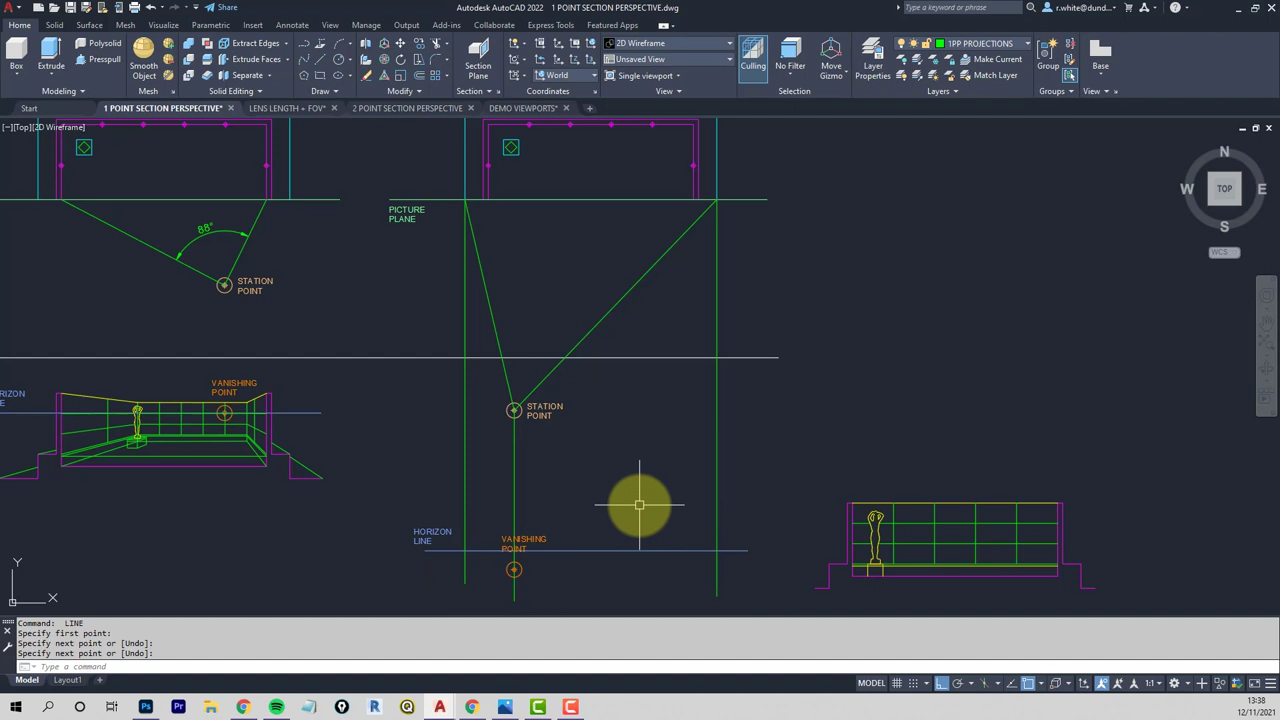 Share
Autodesk AutoCAD 2022 1 POINT SECTION PERSPECTIVE.dwg
Type a keyword or phrase
r.white@dund...
Home Solid Surface Visualize Parametric Insert Annotate View Manage Output Add-ins Collaborate Express Tools Featured Apps
Box
Extrude
Polysolid
Presspull
Modeling
Smooth
Object
Mesh
Extract Edges
Extrude Faces
Separate
Solid Editing
Draw
Modify
Section
Plane
Section
World
Coordinates
2D Wireframe
Unsaved View
Single viewport
View
Culling
No Filter
Move
Gizmo
Selection
Layer
Properties
1PP PROJECTIONS
Make Current
Match Layer
Layers
Group
Groups
Base
View
Start
1 POINT SECTION PERSPECTIVE*
LENS LENGTH + FOV*
2 POINT SECTION PERSPECTIVE
DEMO VIEWPORTS*
[−][Top][2D Wireframe]
N
W TOP E
S
WCS
PICTURE
PLANE
88°
STATION
POINT
VANISHING
POINT
RIZON
E
STATION
POINT
HORIZON
LINE
VANISHING
POINT
Y
X
Command: LINE
Specify first point:
Specify next point or [Undo]:
Specify next point or [Undo]:
Type a command
Model Layout1
MODEL
1:1
13:38
12/11/2021